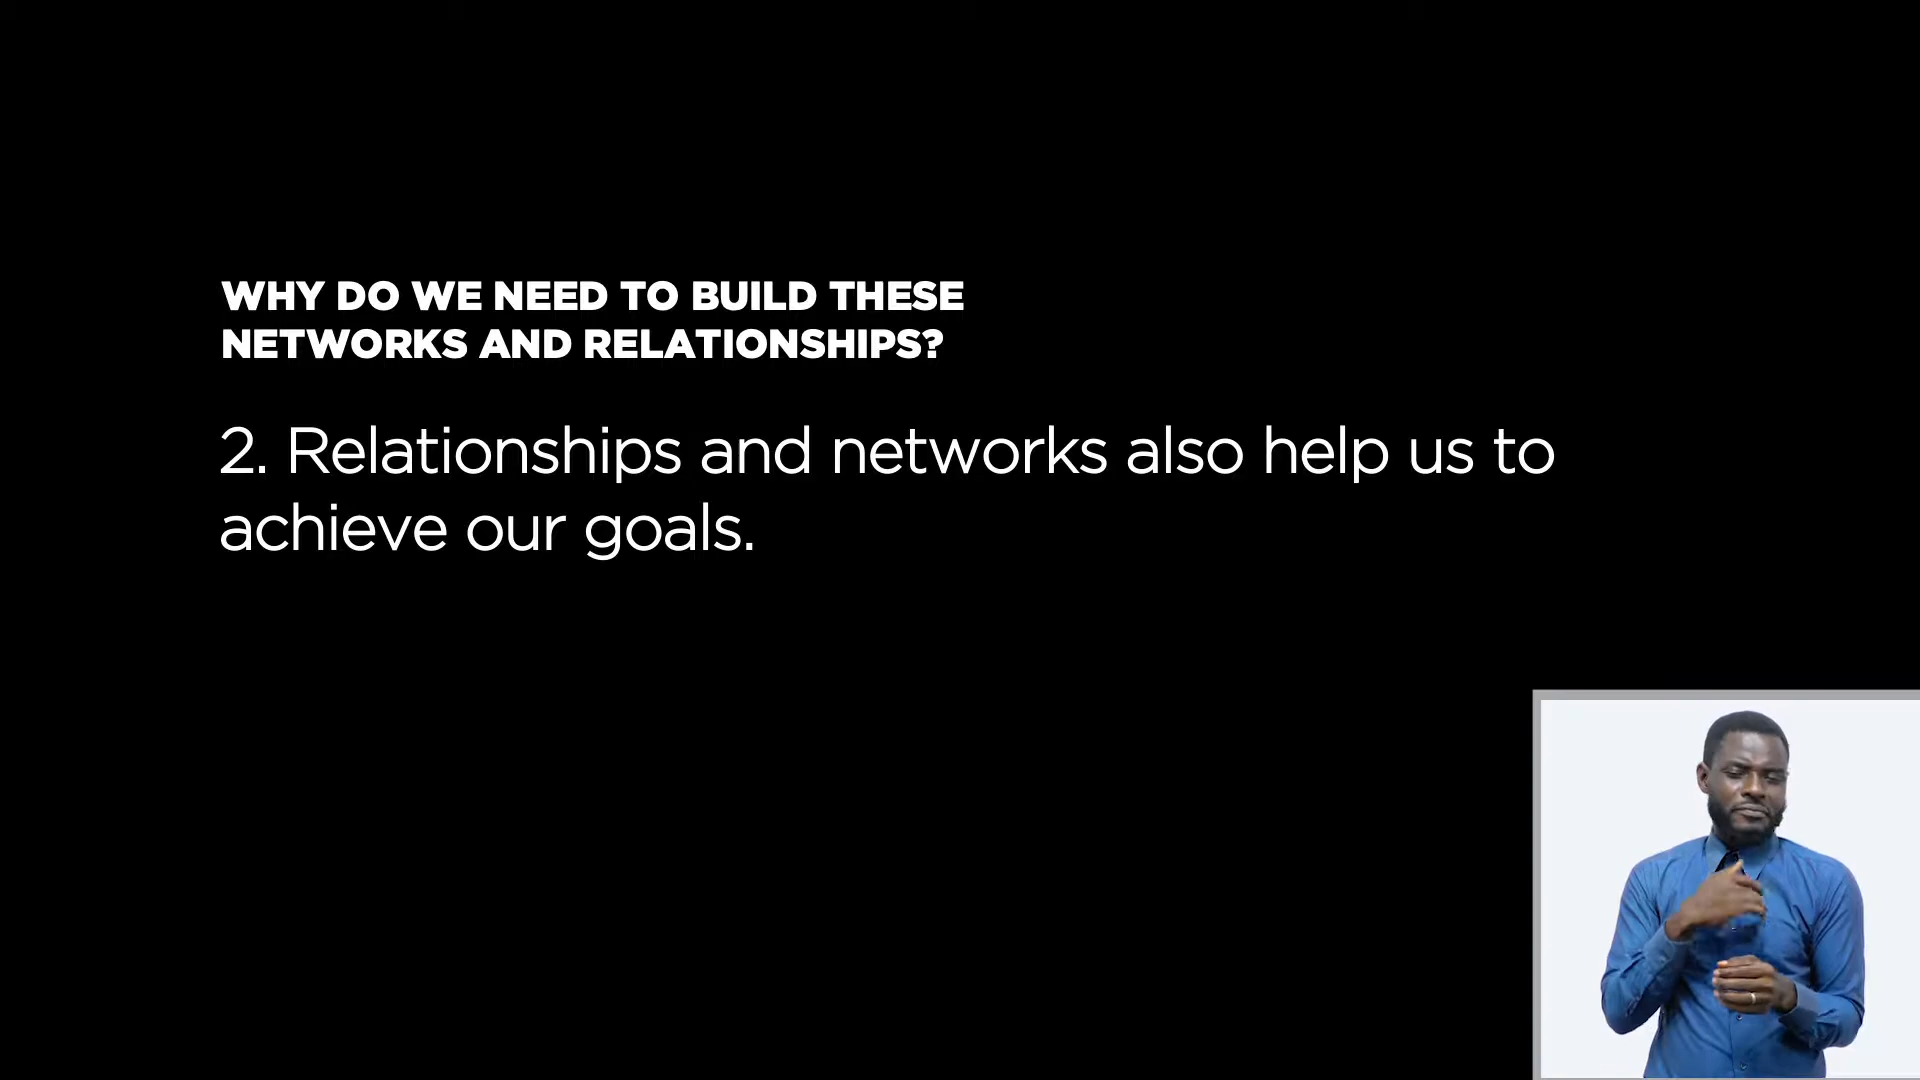 WHY DO WE NEED TO BUILD THESE
NETWORKS AND RELATIONSHIPS?
2. Relationships and networks also help us to
achieve our goals.